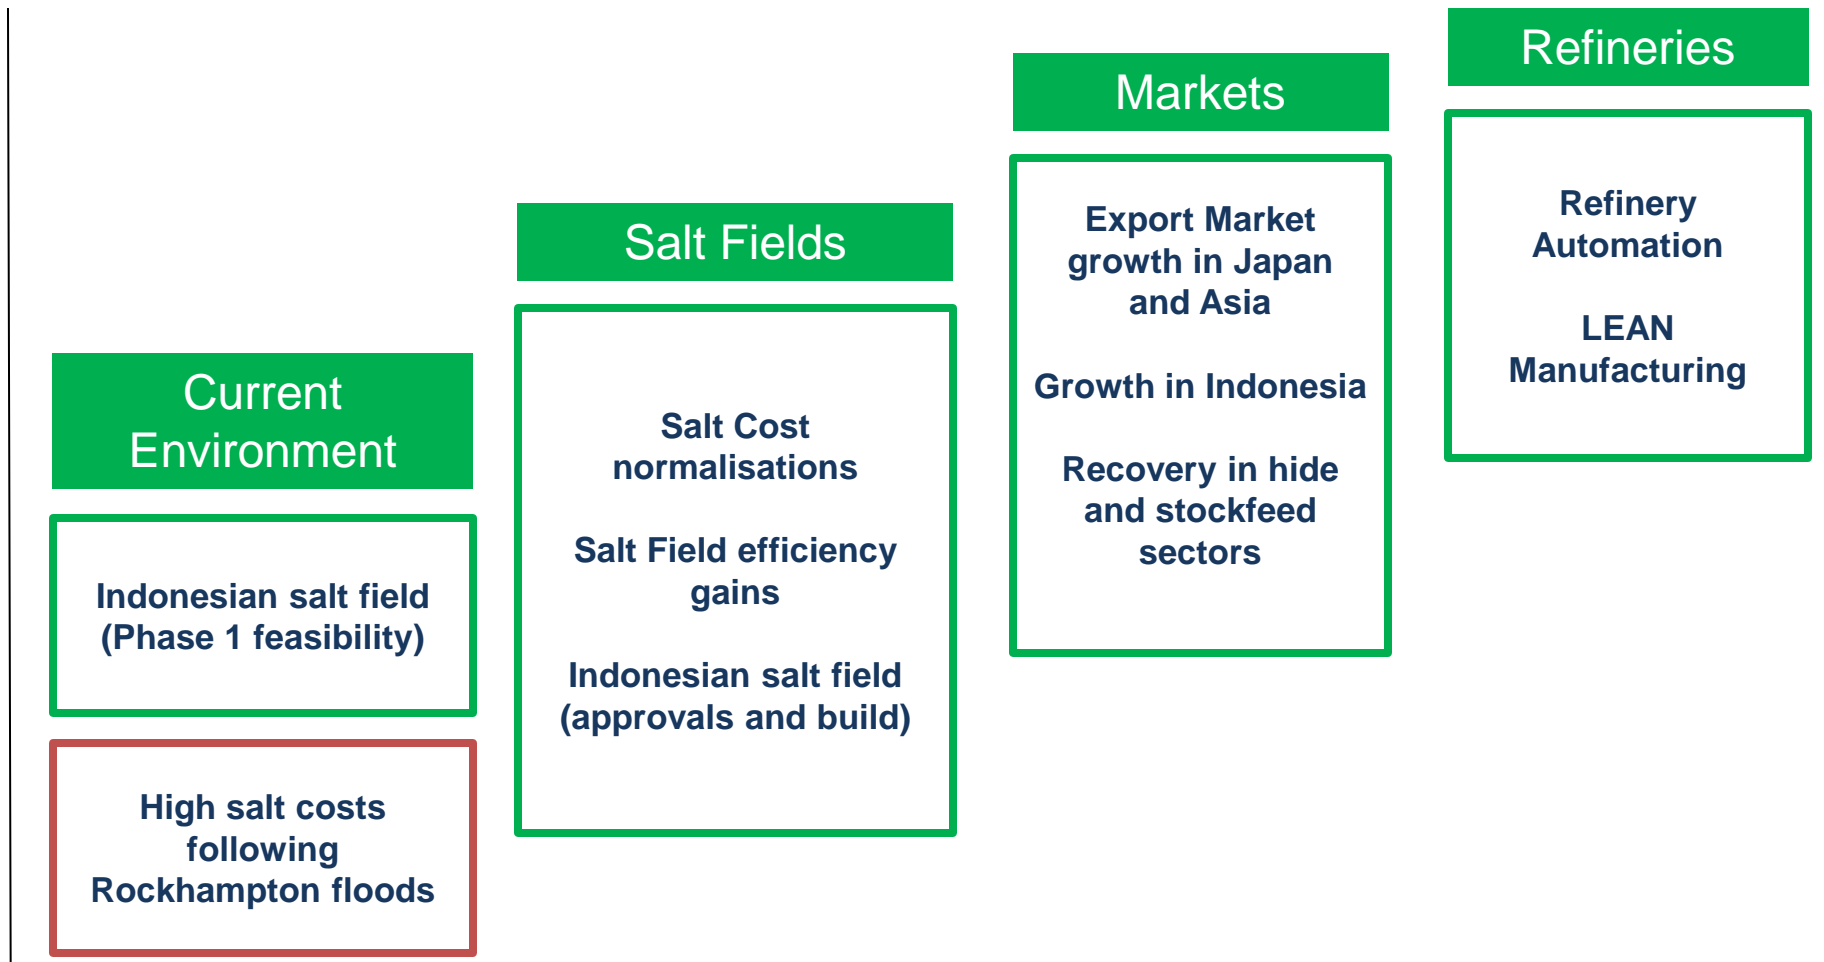 Current
Environment
Indonesian salt field
(Phase 1 feasibility)
High salt costs
following
Rockhampton floods
Salt Fields
Salt Cost
normalisations
Salt Field efficiency
gains
Indonesian salt field
(approvals and build)
Markets
Export Market
growth in Japan
and Asia
Growth in Indonesia
Recovery in hide
and stockfeed
sectors
Refineries
Refinery
Automation
LEAN
Manufacturing